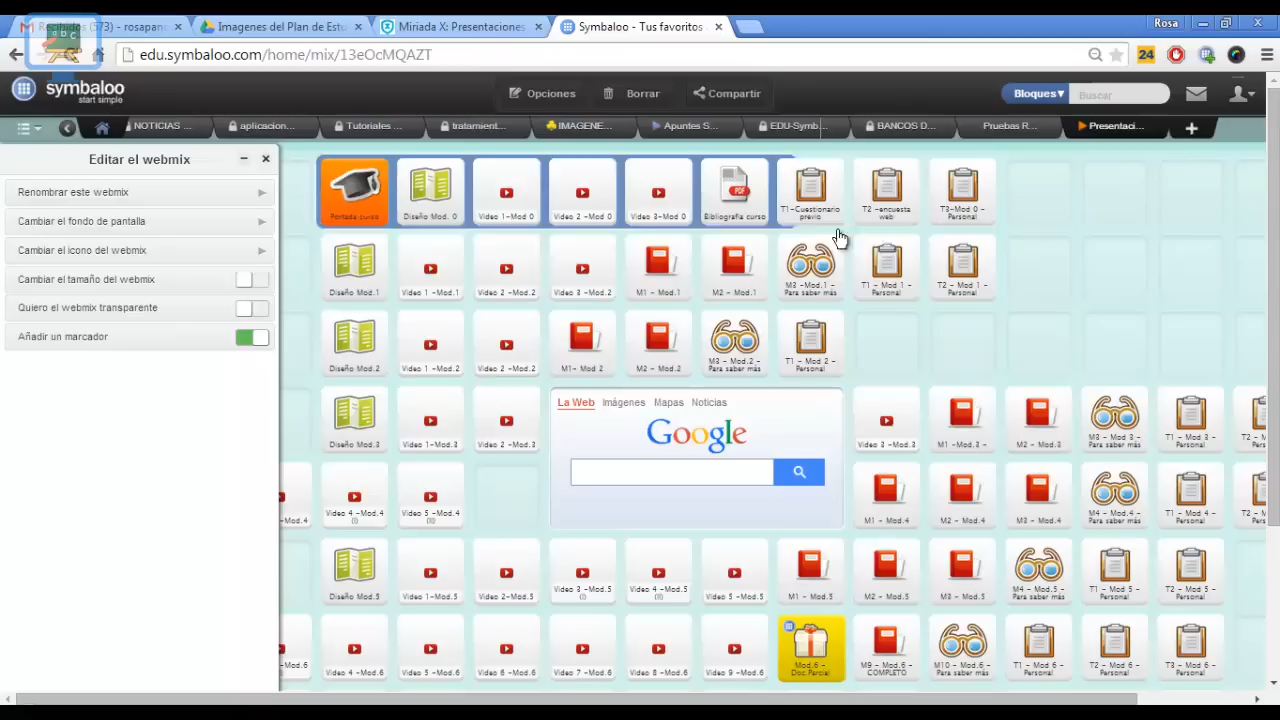 Recibidos (573) - rosapan
Imagenes del Plan de Estu
Miriada X: Presentaciones
Symbaloo - Tus favoritos
Rosa
edu.symbaloo.com/home/mix/13eOcMQAZT
24
symbaloo
start simple
Opciones
Borrar
Compartir
Bloques▾
Buscar
NOTICIAS ...
aplicacion...
Tutoriales ...
tratamient...
IMAGENE...
Apuntes S...
EDU-Symb
BANCOS D...
Pruebas R...
Presentaci...
Editar el webmix
Renombrar este webmix
Cambiar el fondo de pantalla
Cambiar el icono del webmix
Cambiar el tamaño del webmix
Quiero el webmix transparente
Añadir un marcador
Portada curso
Diseño Mod. 0
Video 1-Mod 0
Video 2 -Mod 0
Video 3-Mod 0
PDF
Bibliografía curso
T1-Cuestionario
previo
T2 -encuesta
web
T3-Mod 0 -
Personal
Diseño Mod.1
Video 1 -Mod.1
Video 2 -Mod.2
Video 3 -Mod.2
M1 - Mod.1
M2 - Mod.1
M3 -Mod.1 -
Para saber más
T1 - Mod 1 -
Personal
T2 - Mod 1 -
Personal
Diseño Mod.2
Video 1 -Mod.2
Video 2 -Mod.2
M1- Mod 2
M2 - Mod.2
M3 - Mod.2 -
Para saber más
T1 - Mod 2 -
Personal
Diseño Mod.3
Video 1-Mod.3
Video 2 -Mod.3
La Web Imágenes Mapas Noticias
Google
Video 3 -Mod.3
M1 -Mod.3 -
M2 - Mod.3
M3 - Mod 3 -
Para saber más
T1 - Mod 3 -
Personal
T2 - Mo
Person
-Mod.4
Video 4 -Mod.4
(I)
Video 5 -Mod.4
(II)
M1 - Mod.4
M2 - Mod.4
M3 - Mod.4
M4 - Mod.4 -
Para saber más
T1 - Mod 4 -
Personal
T2 - Mo
Person
Diseño Mod.5
Video 1-Mod.5
Video 2-Mod.5
Video 3 -Mod.5
(I)
Video 4 -Mod.5
(II)
Video 5 -Mod.5
M1 - Mod.5
M2 - Mod.5
M3 - Mod.5
M4 - Mod.5 -
Para saber más
T1 - Mod 5 -
Personal
T2 - Mod 5 -
Personal
-Mod.6
Video 4 -Mod.6
Video 5 -Mod.6
Video 6 -Mod.6
Video 7 -Mod.6
Video 8 -Mod.6
Video 9 -Mod.6
Mod.6 -
Doc.Parcial
M9 - Mod.6 -
COMPLETO
M10 - Mod.6 -
Para saber más
T1 - Mod 6 -
Personal
T2 - Mod 6 -
Personal
T3 - Mod 6 -
Personal